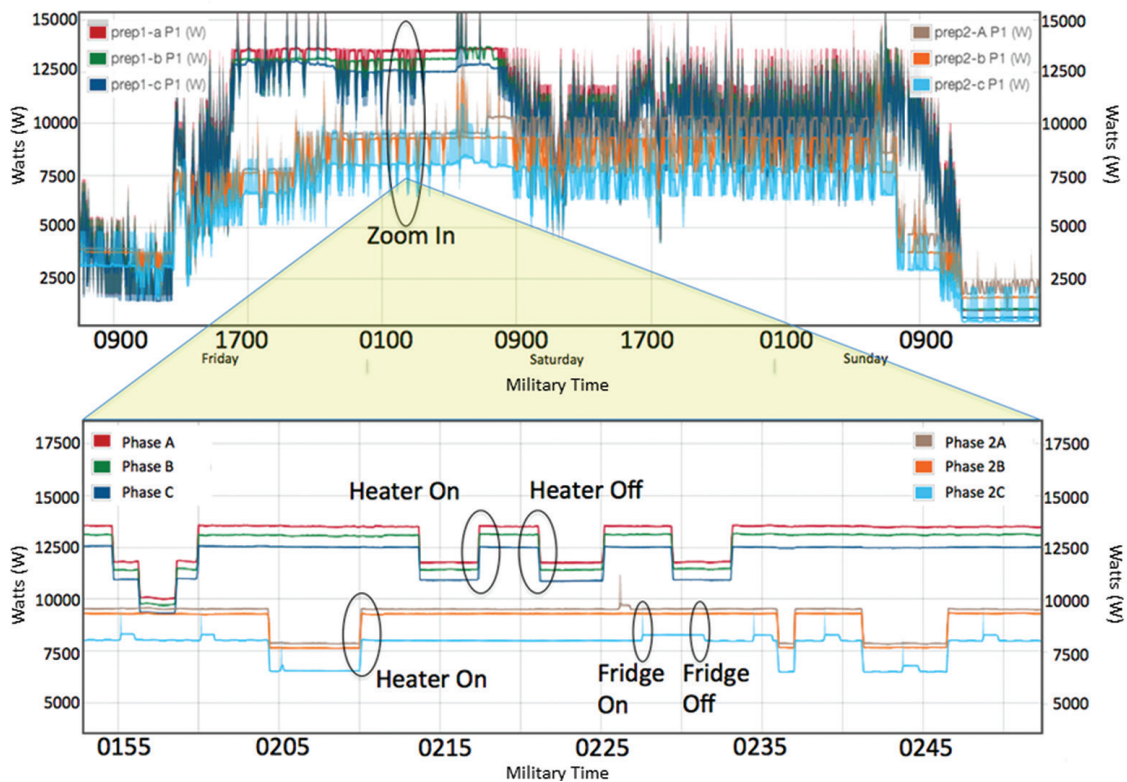 15000
12500
10000
7500
5000
2500
Watts (W)
prep1-a P1 (W)
prep1-b P1 (W)
prep1-c P1 (W)
prep2-A P1 (W)
prep2-b P1 (W)
prep2-c P1 (W)
15000
12500
10000
7500
5000
2500
Watts (W)
Zoom In
0900 1700 0100 0900 1700 0100 0900
Friday Saturday Sunday
Military Time
17500
15000
12500
10000
7500
5000
Watts (W)
Phase A
Phase B
Phase C
Phase 2A
Phase 2B
Phase 2C
17500
15000
12500
10000
7500
5000
Watts (W)
Heater On
Heater Off
Heater On
Fridge
On
Fridge
Off
0155 0205 0215 0225 0235 0245
Military Time